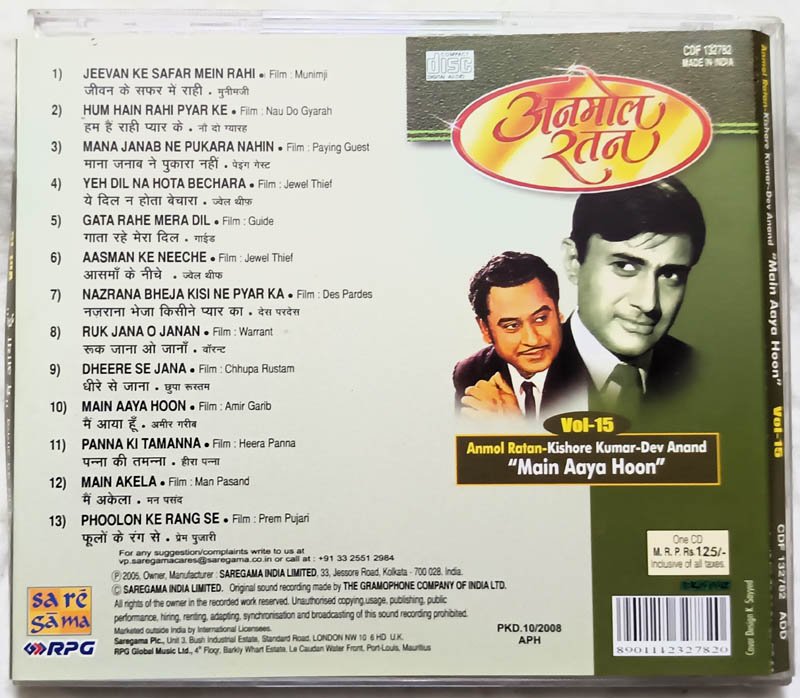 1) JEEVAN KE SAFAR MEIN RAHI • Film : Munimji
जीवन के सफर में राही • मुनीमजी
2) HUM HAIN RAHI PYAR KE • Film : Nau Do Gyarah
हम हैं राही प्यार के • नौ दो ग्यारह
3) MANA JANAB NE PUKARA NAHIN • Film : Paying Guest
माना जनाब ने पुकारा नहीं • पेइंग गेस्ट
4) YEH DIL NA HOTA BECHARA • Film : Jewel Thief
ये दिल न होता बेचारा • ज्वेल थीफ
5) GATA RAHE MERA DIL • Film : Guide
गाता रहे मेरा दिल • गाईड
6) AASMAN KE NEECHE • Film : Jewel Thief
आसमाँ के नीचे • ज्वेल थीफ
7) NAZRANA BHEJA KISI NE PYAR KA • Film : Des Pardes
नज़राना भेजा किसीने प्यार का • देस परदेस
8) RUK JANA O JANAN • Film : Warrant
रूक जाना ओ जानाँ • वॉरन्ट
9) DHEERE SE JANA • Film : Chhupa Rustam
धीरे से जाना • छुपा रूस्तम
10) MAIN AAYA HOON • Film : Amir Garib
मैं आया हूँ • अमीर गरीब
11) PANNA KI TAMANNA • Film : Heera Panna
पन्ना की तमन्ना • हीरा पन्ना
12) MAIN AKELA • Film : Man Pasand
मैं अकेला • मन पसंद
13) PHOOLON KE RANG SE • Film : Prem Pujari
फूलों के रंग से • प्रेम पुजारी
For any suggestion/complaints write to us at
vp.saregamacares@saregama.co.in or call at : +91 33 2551 2984
Ⓟ 2005, Owner, Manufacturer : SAREGAMA INDIA LIMITED, 33, Jessore Road, Kolkata - 700 028. India.
© SAREGAMA INDIA LIMITED. Original sound recording made by THE GRAMOPHONE COMPANY OF INDIA LTD.
All rights of the owner in the recorded work reserved. Unauthorised copying,usage, publishing, public
performance, hiring, renting, adapting, synchronisation and broadcasting of this sound recording prohibited.
Marketed outside India by International Licensees.
Saregama Plc., Unit 3, Bush Industrial Estate, Standard Road, LONDON NW 10 6 HD U.K.
RPG Global Music Ltd., 4th Floor, Barkly Wharf Estate, Le Caudan Water Front, Port-Louis, Mauritius
sa rē
gama
RPG
PKD.10/2008
APH
COMPACT
disc
DIGITAL AUDIO
CDF 132782
MADE IN INDIA
अनमोल
रतन
Vol-15
Anmol Ratan-Kishore Kumar-Dev Anand
"Main Aaya Hoon"
One CD
M. R. P. Rs. 125/-
Inclusive of all taxes.
8901112327820
Cover Design K. Sayyed
Anmol Ratan-Kishore Kumar-Dev Anand "Main Aaya Hoon" Vol-15 CDF 132782 ADD